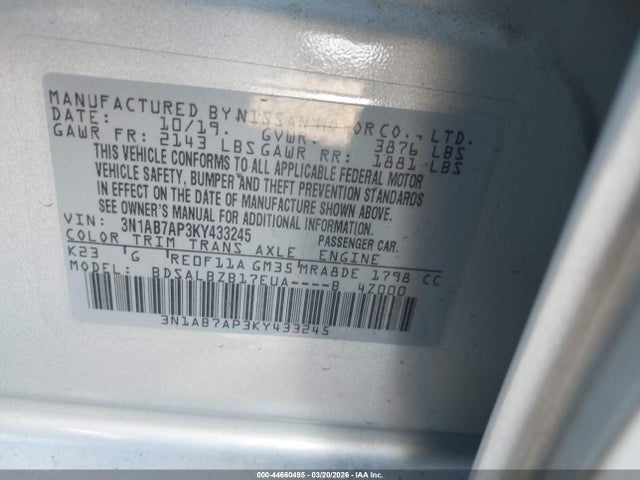 MANUFACTURED BY NISSAN MOTOR CO., LTD.
DATE: 10/19. GVWR: 3876 LBS
GAWR FR: 2143 LBS GAWR RR: 1881 LBS
THIS VEHICLE CONFORMS TO ALL APPLICABLE FEDERAL MOTOR
VEHICLE SAFETY, BUMPER AND THEFT PREVENTION STANDARDS
IN EFFECT ON THE DATE OF MANUFACTURE SHOWN ABOVE.
SEE OWNER'S MANUAL FOR ADDITIONAL INFORMATION.
VIN: 3N1AB7AP3KY433245 PASSENGER CAR.
COLOR TRIM TRANS AXLE ENGINE
K23 G RE0F11A GM35 MRA8DE 1798 CC
MODEL: BDSALBZB17EUA----B 4Z000
3N1AB7AP3KY433245
000-44660495 - 03/20/2026 - IAAI.COM